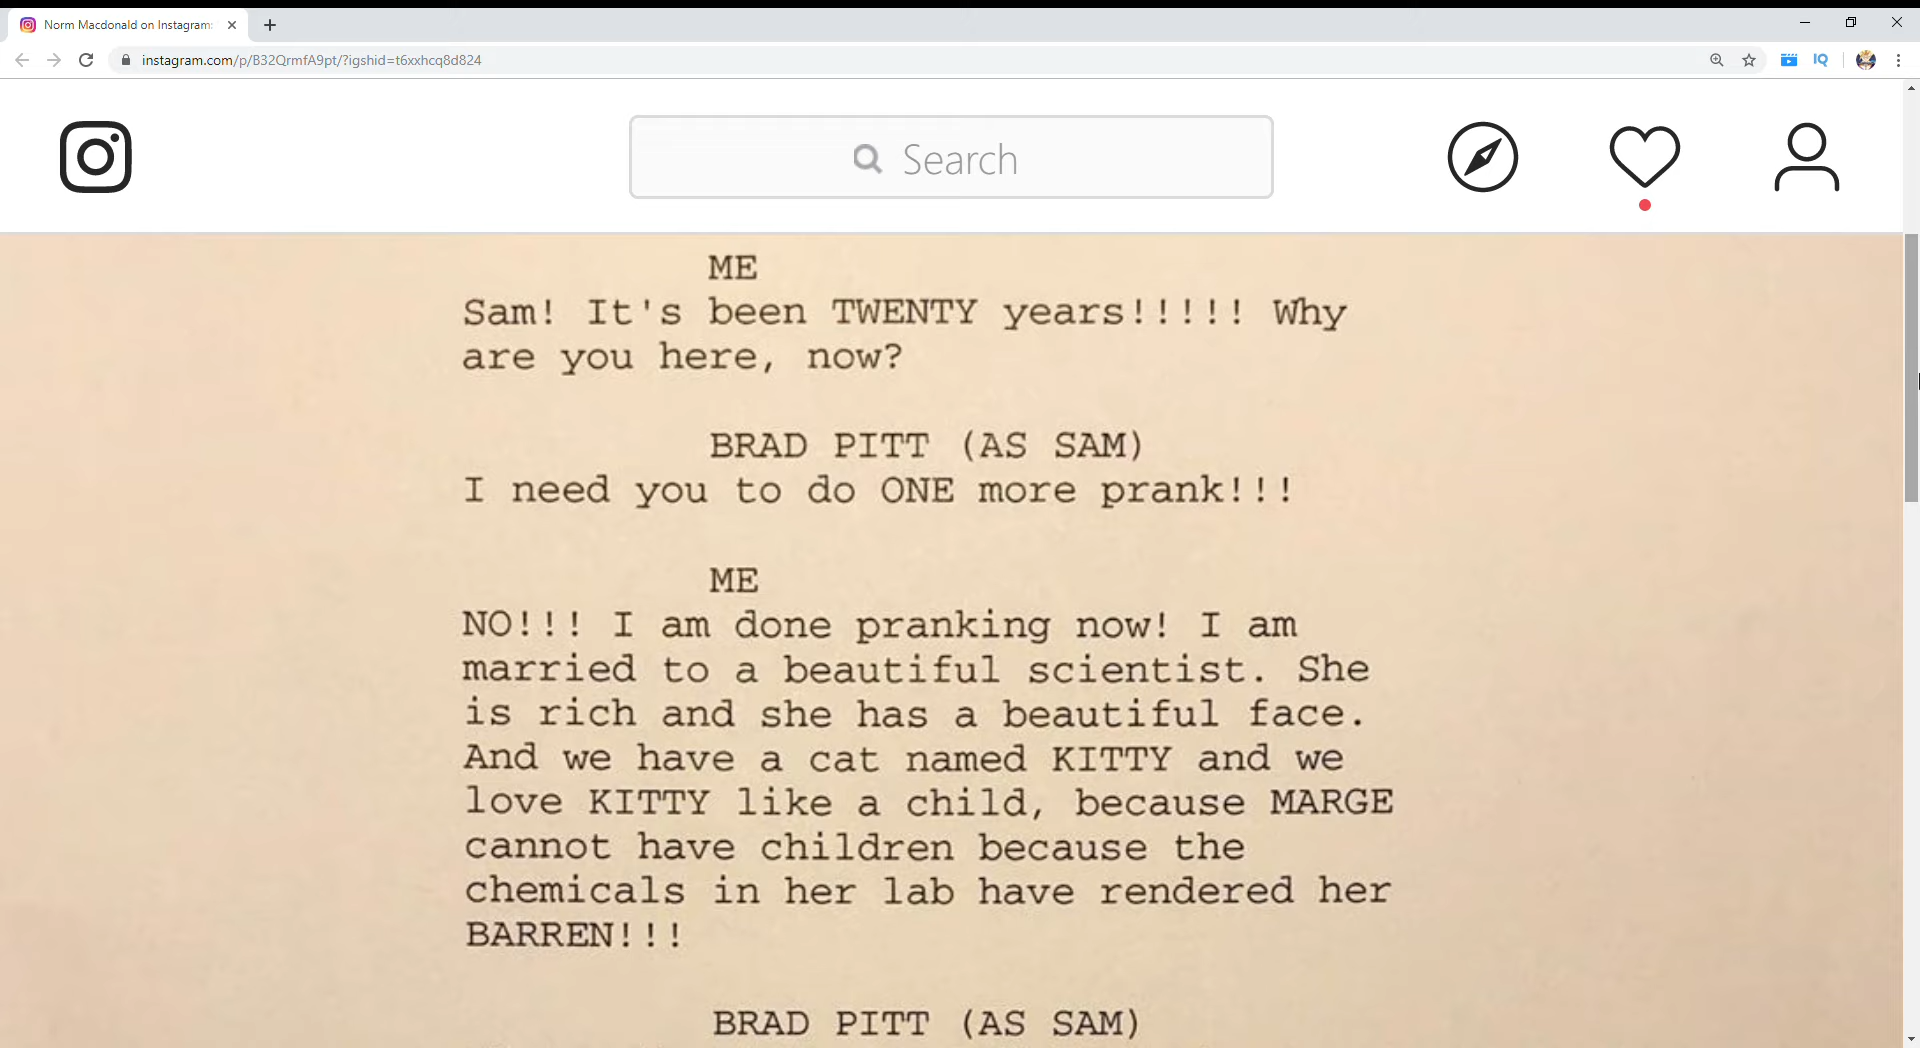 Norm Macdonald on Instagram:
instagram.com/p/B32QrmfA9pt/?igshid=t6xxhcq8d824
IQ
Search
ME
Sam! It's been TWENTY years!!!!! Why
are you here, now?
BRAD PITT (AS SAM)
I need you to do ONE more prank!!!
ME
NO!!! I am done pranking now! I am
married to a beautiful scientist. She
is rich and she has a beautiful face.
And we have a cat named KITTY and we
love KITTY like a child, because MARGE
cannot have children because the
chemicals in her lab have rendered her
BARREN!!!
BRAD PITT (AS SAM)